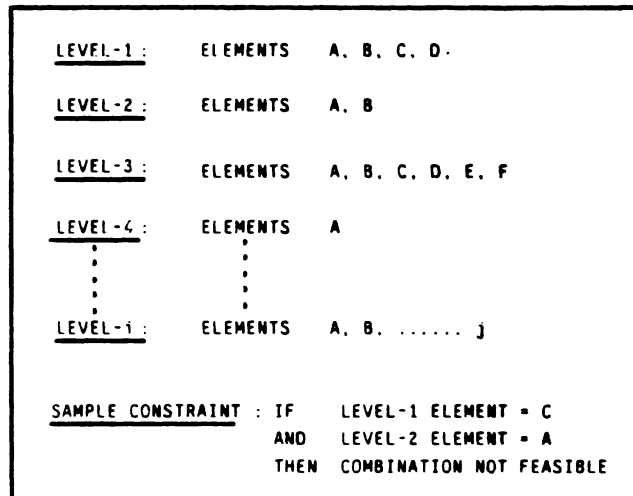 LEVEL-1 : ELEMENTS A, B, C, D.
LEVEL-2 : ELEMENTS A, B
LEVEL-3 : ELEMENTS A, B, C, D, E, F
LEVEL-4 : ELEMENTS A
LEVEL-i : ELEMENTS A, B, ...... j
SAMPLE CONSTRAINT : IF LEVEL-1 ELEMENT = C
AND LEVEL-2 ELEMENT = A
THEN COMBINATION NOT FEASIBLE